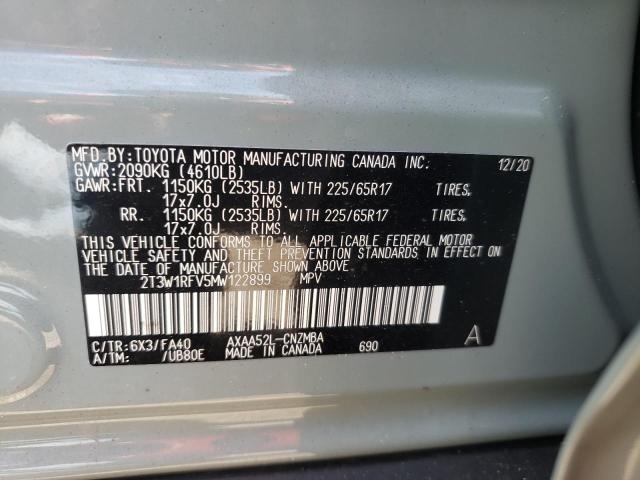 MFD.BY:TOYOTA MOTOR MANUFACTURING CANADA INC. 12/20
GVWR:2090KG (4610LB)
GAWR:FRT. 1150KG (2535LB) WITH 225/65R17 TIRES.
17x7.0J RIMS.
RR. 1150KG (2535LB) WITH 225/65R17 TIRES.
17x7.0J RIMS.
THIS VEHICLE CONFORMS TO ALL APPLICABLE FEDERAL MOTOR
VEHICLE SAFETY AND THEFT PREVENTION STANDARDS IN EFFECT ON
THE DATE OF MANUFACTURE SHOWN ABOVE
2T3W1RFV5MW122899 MPV
C/TR:6X3/FA40 AXAA52L-CNZMBA 690 A
A/TM: /UB80E MADE IN CANADA